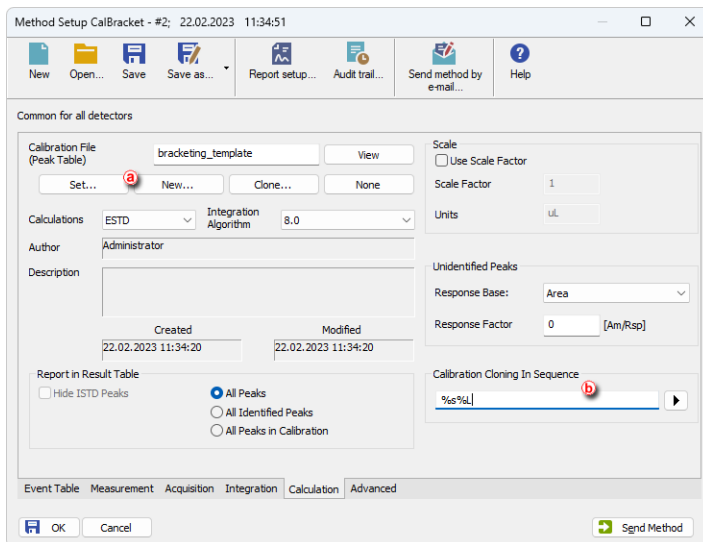 Method Setup CalBracket - #2; 22.02.2023 11:34:51
New Open... Save Save as... Report setup... Audit trail... Send method by e-mail... Help
Common for all detectors
Calibration File
(Peak Table)
bracketing_template
View
a
Set... New... Clone... None
Calculations
ESTD
Integration
Algorithm
8.0
Author
Administrator
Description
Created
Modified
22.02.2023 11:34:20
22.02.2023 11:34:20
Report in Result Table
Hide ISTD Peaks
All Peaks
All Identified Peaks
All Peaks in Calibration
Scale
Use Scale Factor
Scale Factor
1
Units
uL
Unidentified Peaks
Response Base:
Area
Response Factor
0
[Am/Rsp]
Calibration Cloning In Sequence
b
%s%L
Event Table Measurement Acquisition Integration Calculation Advanced
OK Cancel Send Method